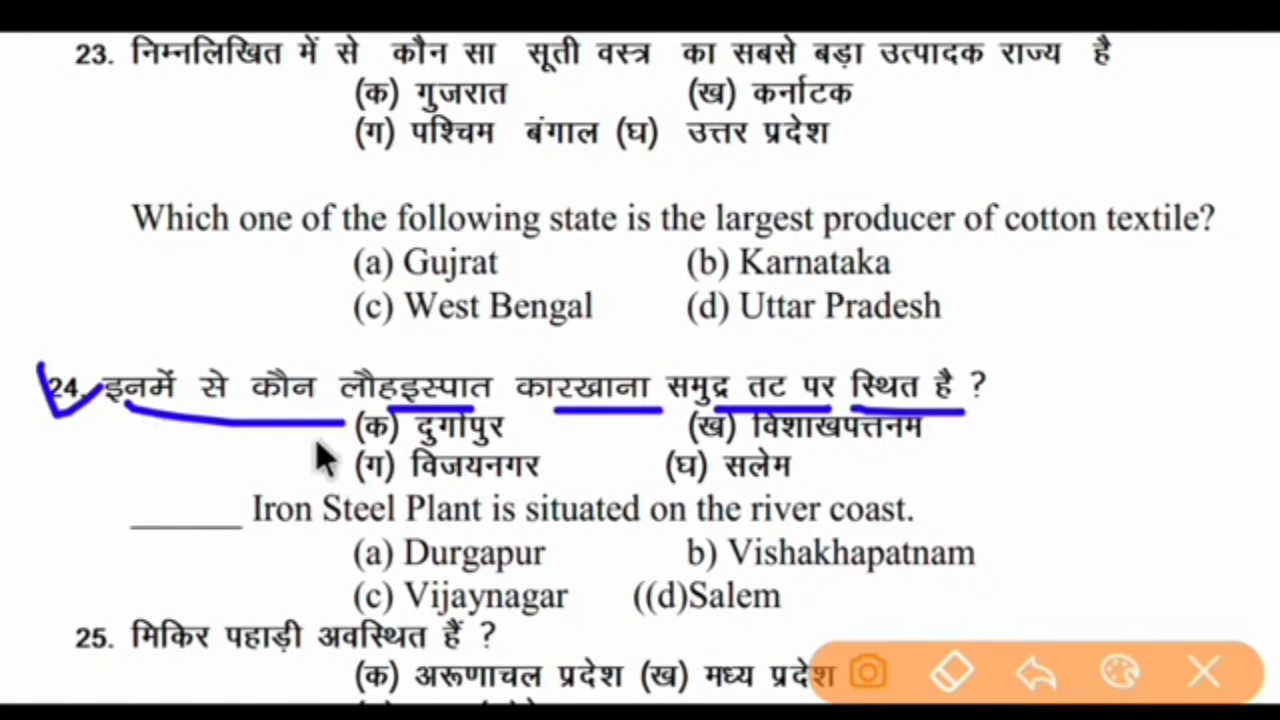 23. निम्नलिखित में से कौन सा सूती वस्त्र का सबसे बड़ा उत्पादक राज्य है
(क) गुजरात (ख) कर्नाटक
(ग) पश्चिम बंगाल (घ) उत्तर प्रदेश
Which one of the following state is the largest producer of cotton textile?
(a) Gujrat (b) Karnataka
(c) West Bengal (d) Uttar Pradesh
24. इनमें से कौन लौहइस्पात कारखाना समुद्र तट पर स्थित है ?
(क) दुर्गापुर (ख) विशाखपत्तनम
(ग) विजयनगर (घ) सलेम
______ Iron Steel Plant is situated on the river coast.
(a) Durgapur b) Vishakhapatnam
(c) Vijaynagar ((d)Salem
25. मिकिर पहाड़ी अवस्थित हैं ?
(क) अरूणाचल प्रदेश (ख) मध्य प्रदेश